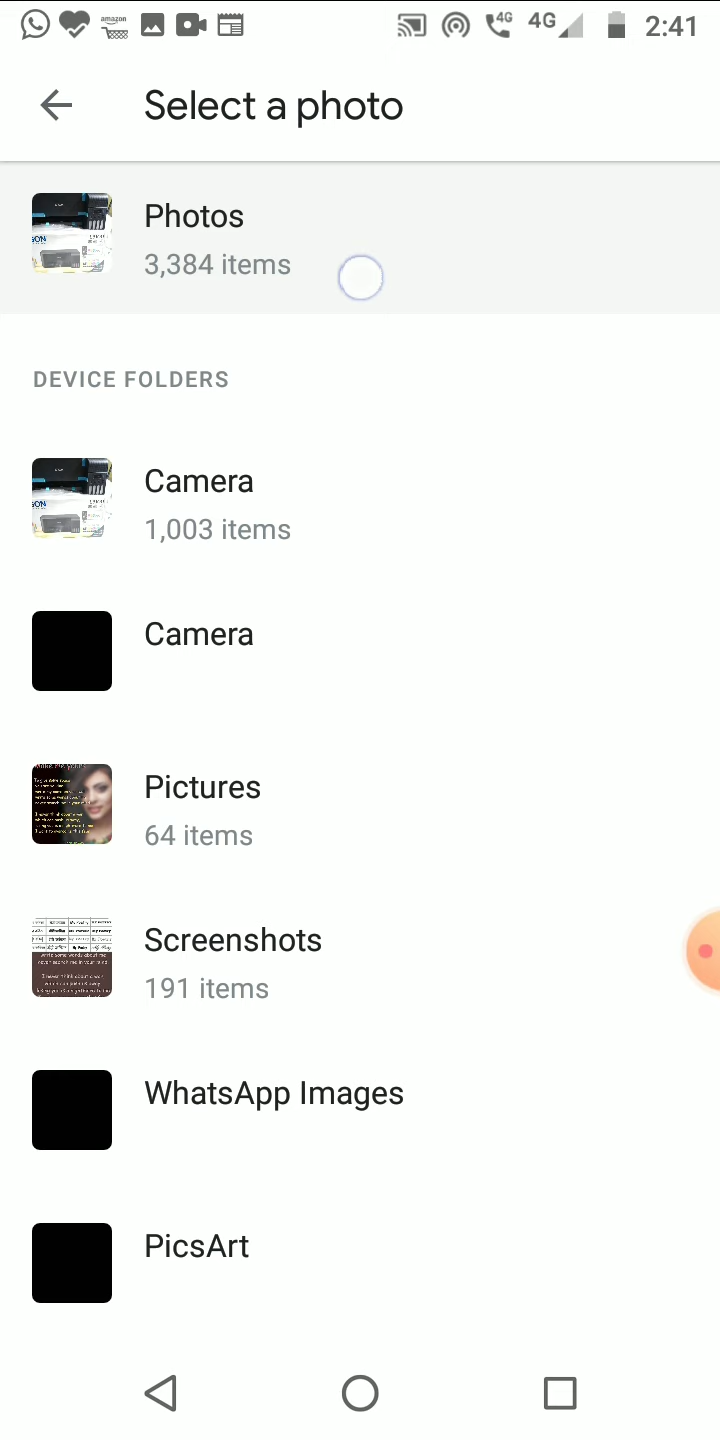 amazon
4G
4G
2:41
Select a photo
Photos
3,384 items
DEVICE FOLDERS
Camera
1,003 items
Camera
Pictures
64 items
Screenshots
191 items
WhatsApp Images
PicsArt